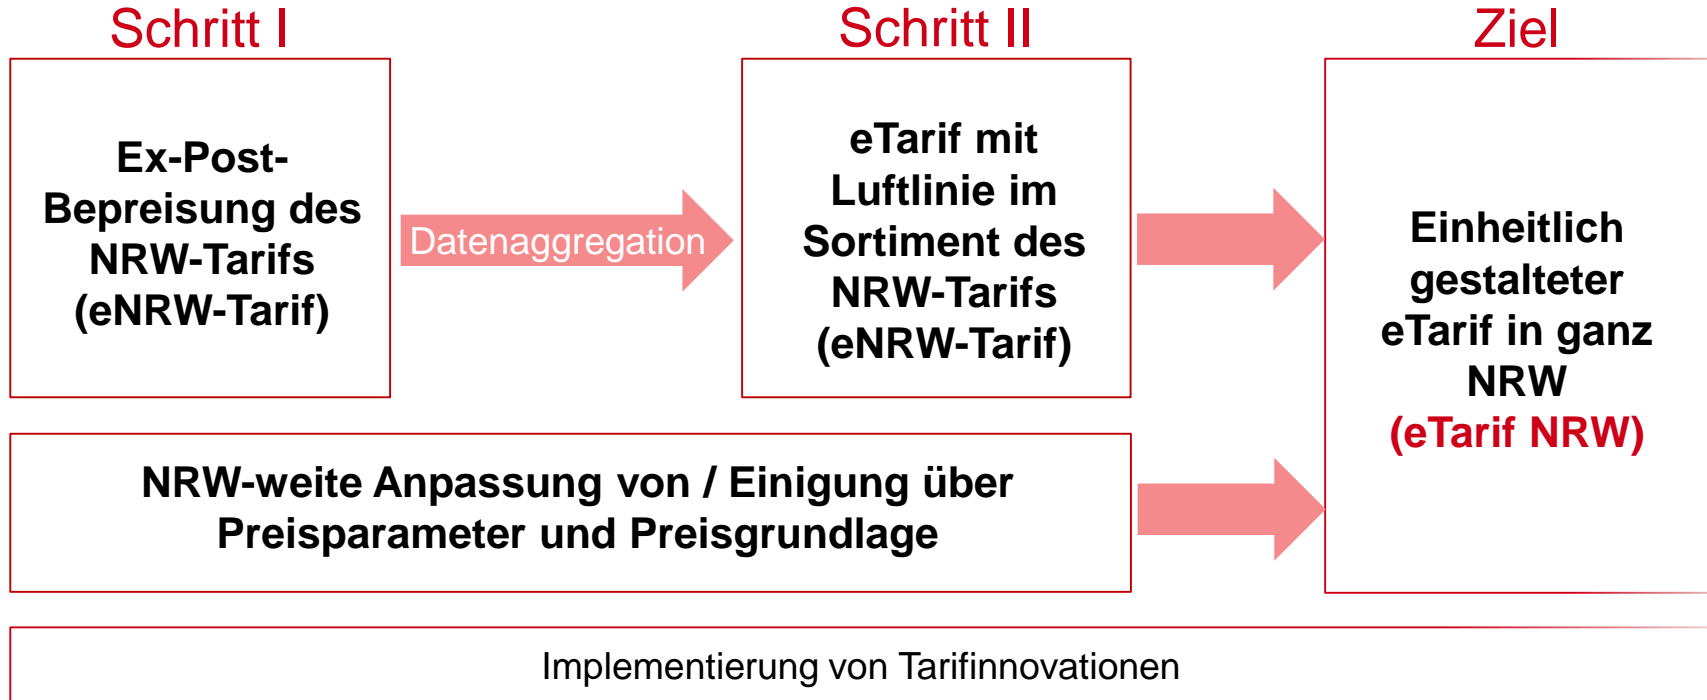 Schritt I
Schritt II
Ziel
Ex-Post-
Bepreisung des
NRW-Tarifs
(eNRW-Tarif)
Datenaggregation
eTarif mit
Luftlinie im
Sortiment des
NRW-Tarifs
(eNRW-Tarif)
Einheitlich
gestalteter
eTarif in ganz
NRW
(eTarif NRW)
NRW-weite Anpassung von / Einigung über
Preisparameter und Preisgrundlage
Implementierung von Tarifinnovationen